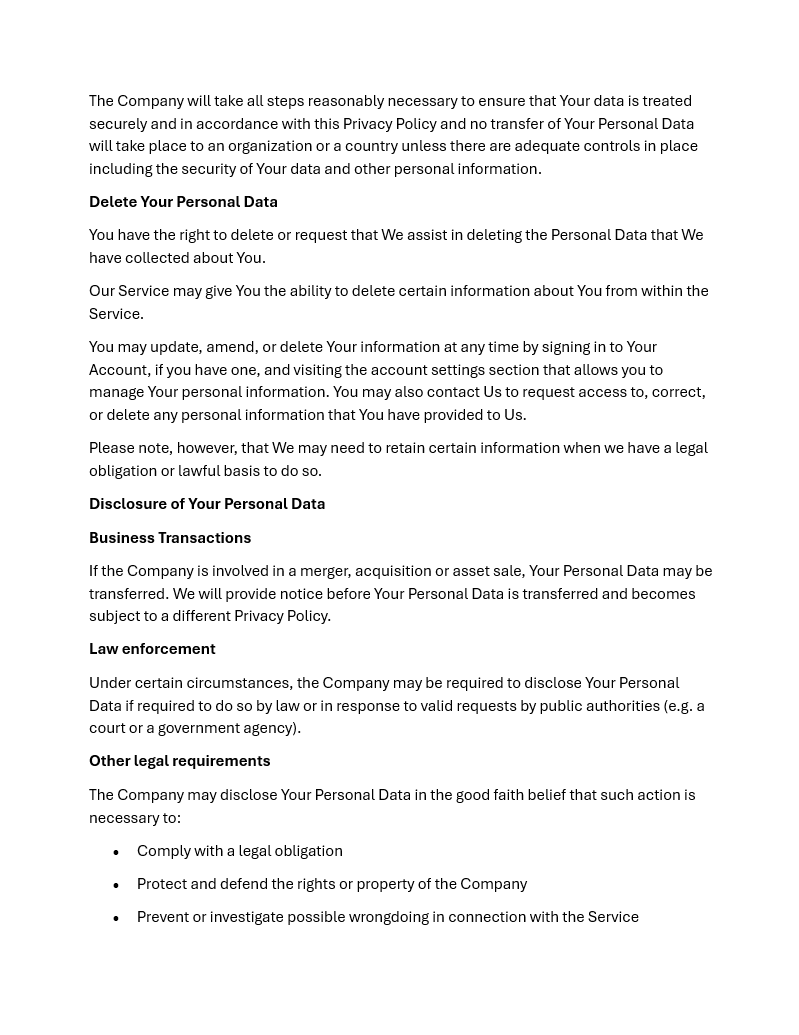 The Company will take all steps reasonably necessary to ensure that Your data is treated
securely and in accordance with this Privacy Policy and no transfer of Your Personal Data
will take place to an organization or a country unless there are adequate controls in place
including the security of Your data and other personal information.
Delete Your Personal Data
You have the right to delete or request that We assist in deleting the Personal Data that We
have collected about You.
Our Service may give You the ability to delete certain information about You from within the
Service.
You may update, amend, or delete Your information at any time by signing in to Your
Account, if you have one, and visiting the account settings section that allows you to
manage Your personal information. You may also contact Us to request access to, correct,
or delete any personal information that You have provided to Us.
Please note, however, that We may need to retain certain information when we have a legal
obligation or lawful basis to do so.
Disclosure of Your Personal Data
Business Transactions
If the Company is involved in a merger, acquisition or asset sale, Your Personal Data may be
transferred. We will provide notice before Your Personal Data is transferred and becomes
subject to a different Privacy Policy.
Law enforcement
Under certain circumstances, the Company may be required to disclose Your Personal
Data if required to do so by law or in response to valid requests by public authorities (e.g. a
court or a government agency).
Other legal requirements
The Company may disclose Your Personal Data in the good faith belief that such action is
necessary to:
• Comply with a legal obligation
• Protect and defend the rights or property of the Company
• Prevent or investigate possible wrongdoing in connection with the Service